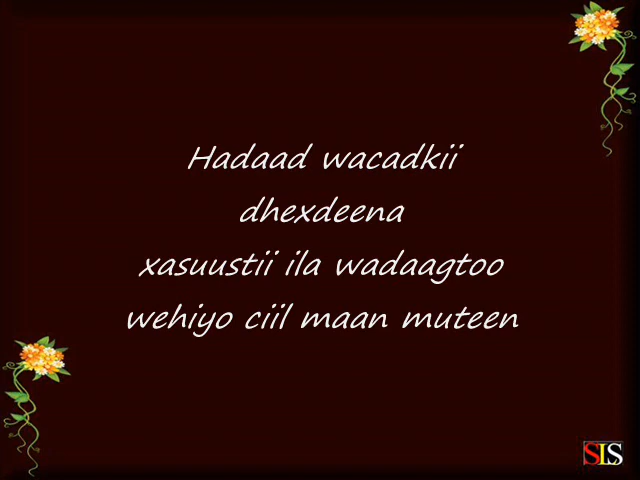 Hadaad wacadkii
dhexdeena
xasuustii ila wadaagtoo
wehiyo ciil maan muteen
SLS